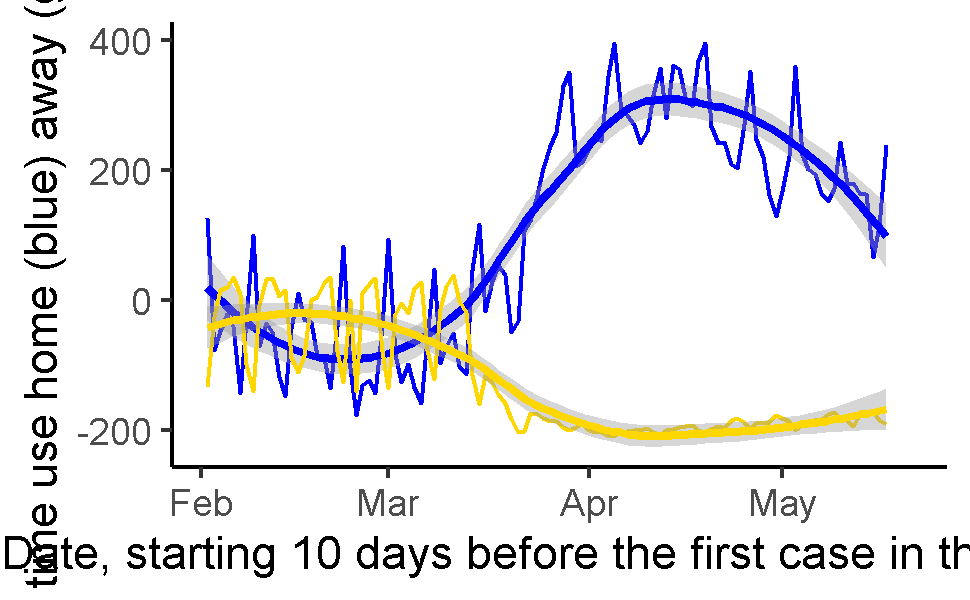 time use home (blue) away (
400
200
0
-200
Feb Mar Apr May
Date, starting 10 days before the first case in th